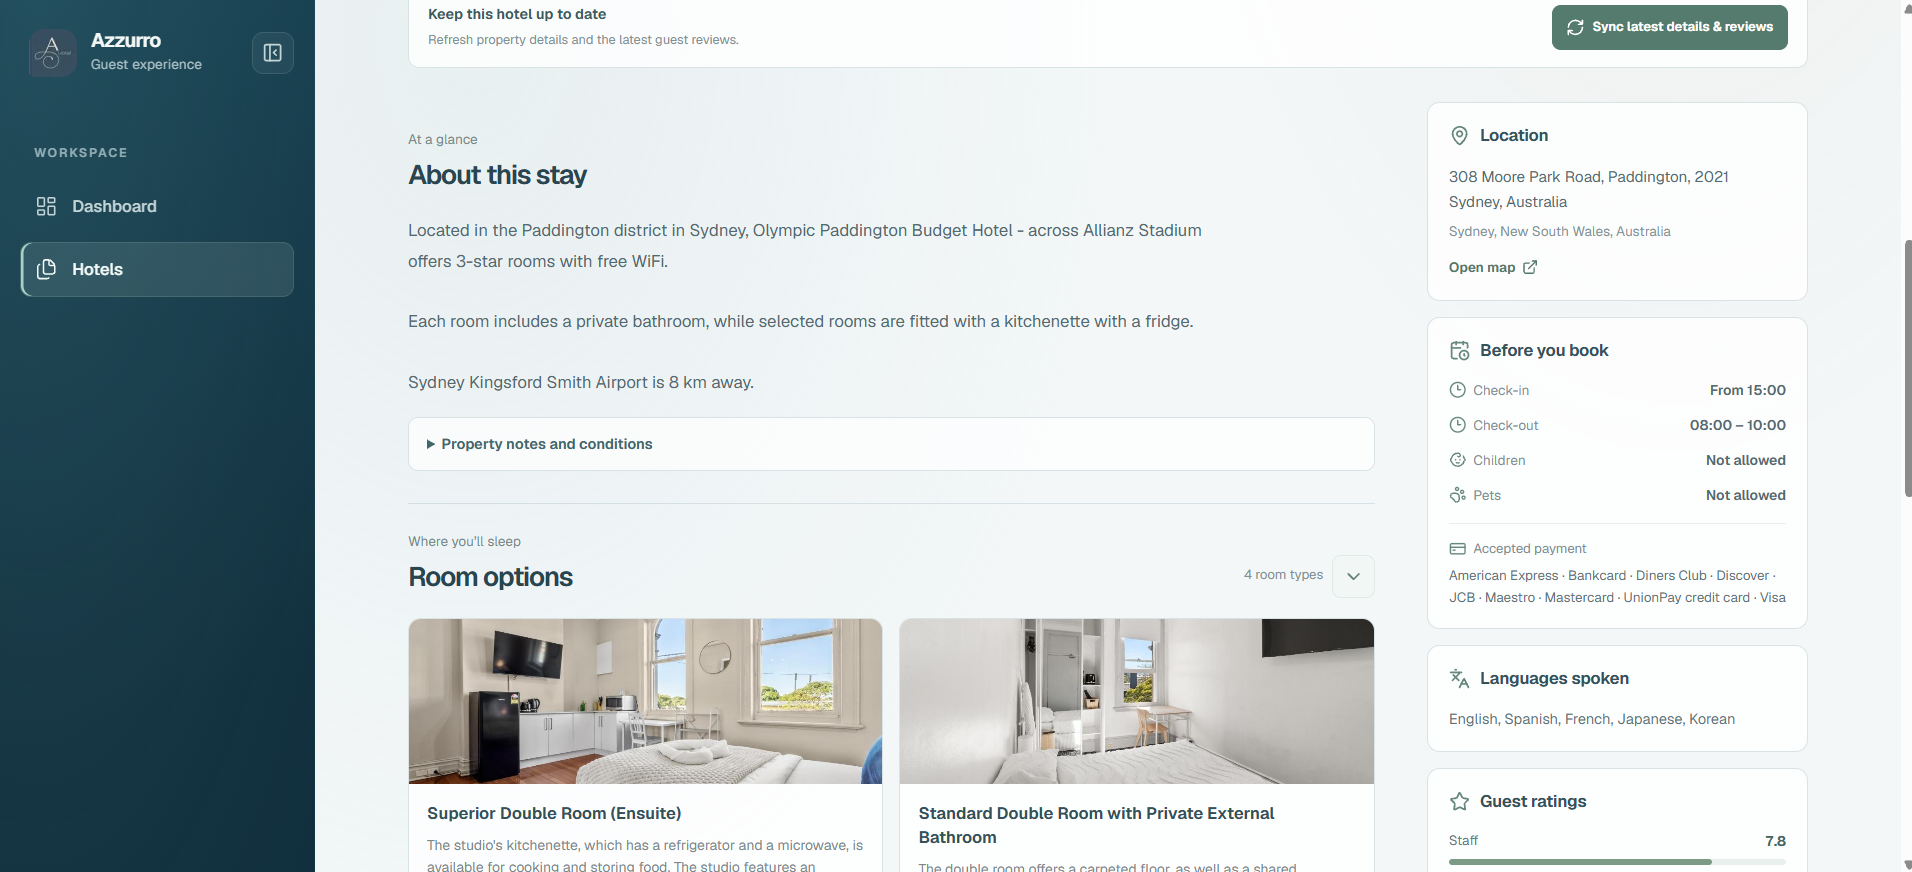 Azzurro
Guest experience
WORKSPACE
Dashboard
Hotels
Keep this hotel up to date
Refresh property details and the latest guest reviews.
Sync latest details & reviews
At a glance
About this stay
Located in the Paddington district in Sydney, Olympic Paddington Budget Hotel - across Allianz Stadium
offers 3-star rooms with free WiFi.
Each room includes a private bathroom, while selected rooms are fitted with a kitchenette with a fridge.
Sydney Kingsford Smith Airport is 8 km away.
Property notes and conditions
Where you'll sleep
Room options
4 room types
Superior Double Room (Ensuite)
The studio's kitchenette, which has a refrigerator and a microwave, is
available for cooking and storing food. The studio features an
Standard Double Room with Private External
Bathroom
The double room offers a carpeted floor, as well as a shared
Location
308 Moore Park Road, Paddington, 2021
Sydney, Australia
Sydney, New South Wales, Australia
Open map
Before you book
Check-in From 15:00
Check-out 08:00 – 10:00
Children Not allowed
Pets Not allowed
Accepted payment
American Express · Bankcard · Diners Club · Discover ·
JCB · Maestro · Mastercard · UnionPay credit card · Visa
Languages spoken
English, Spanish, French, Japanese, Korean
Guest ratings
Staff 7.8